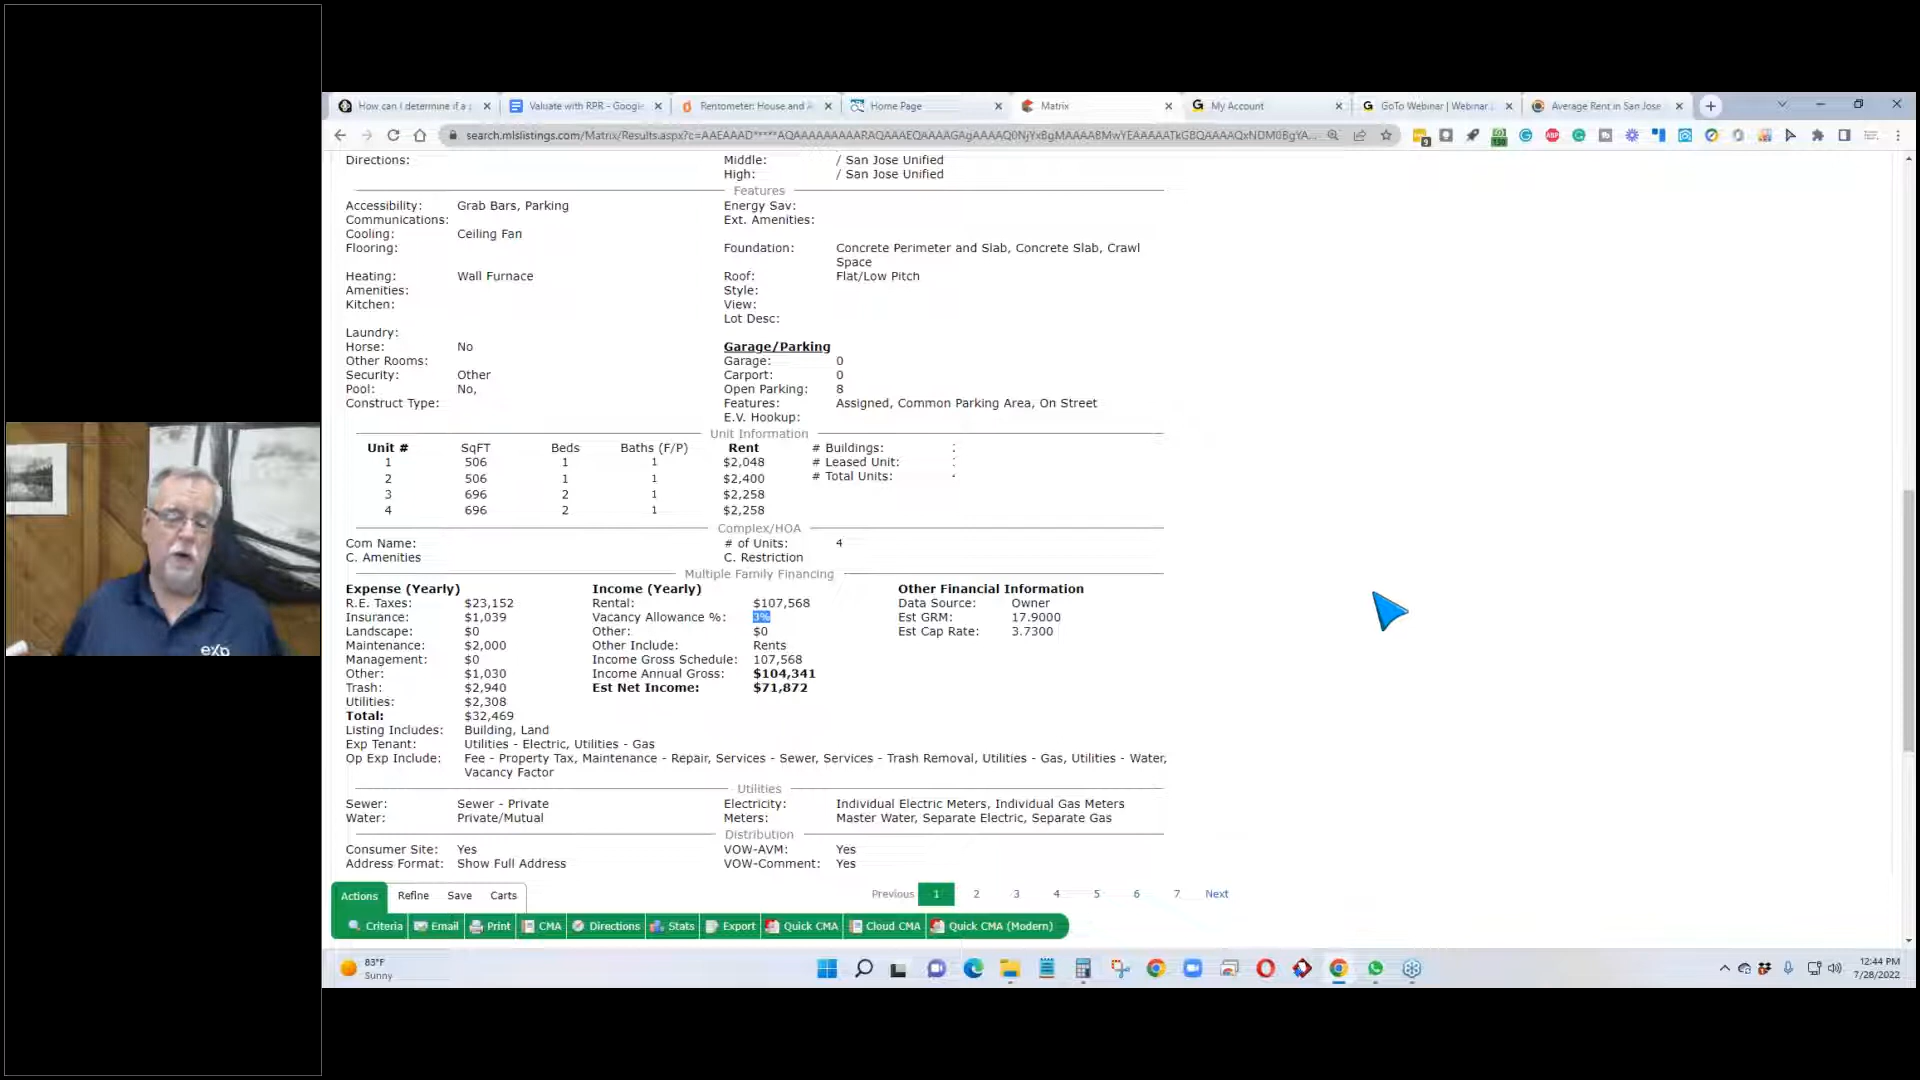 How can I determine if a
Valuate with RPR - Google
Rentometer: House and A
Home Page
Matrix
My Account
GoTo Webinar | Webinar
Average Rent in San Jose
Directions:
Middle: / San Jose Unified
High: / San Jose Unified
Features
Accessibility: Grab Bars, Parking Energy Sav:
Communications: Ext. Amenities:
Cooling: Ceiling Fan
Flooring: Foundation: Concrete Perimeter and Slab, Concrete Slab, Crawl
Space
Heating: Wall Furnace Roof: Flat/Low Pitch
Amenities: Style:
Kitchen: View:
Lot Desc:
Laundry:
Horse: No Garage/Parking
Other Rooms: Garage: 0
Security: Other Carport: 0
Pool: No, Open Parking: 8
Construct Type: Features: Assigned, Common Parking Area, On Street
E.V. Hookup:
Unit Information
Unit # SqFT Beds Baths (F/P) Rent # Buildings:
1 506 1 1 $2,048 # Leased Unit:
2 506 1 1 $2,400 # Total Units:
3 696 2 1 $2,258
4 696 2 1 $2,258
Complex/HOA
Com Name: # of Units: 4
C. Amenities C. Restriction
Multiple Family Financing
Expense (Yearly) Income (Yearly) Other Financial Information
R.E. Taxes: $23,152 Rental: $107,568 Data Source: Owner
Insurance: $1,039 Vacancy Allowance %: 3% Est GRM: 17.9000
Landscape: $0 Other: $0 Est Cap Rate: 3.7300
Maintenance: $2,000 Other Include: Rents
Management: $0 Income Gross Schedule: 107,568
Other: $1,030 Income Annual Gross: $104,341
Trash: $2,940 Est Net Income: $71,872
Utilities: $2,308
Total: $32,469
Listing Includes: Building, Land
Exp Tenant: Utilities - Electric, Utilities - Gas
Op Exp Include: Fee - Property Tax, Maintenance - Repair, Services - Sewer, Services - Trash Removal, Utilities - Gas, Utilities - Water,
Vacancy Factor
Utilities
Sewer: Sewer - Private Electricity: Individual Electric Meters, Individual Gas Meters
Water: Private/Mutual Meters: Master Water, Separate Electric, Separate Gas
Distribution
Consumer Site: Yes VOW-AVM: Yes
Address Format: Show Full Address VOW-Comment: Yes
Actions Refine Save Carts Previous 1 2 3 4 5 6 7 Next
Criteria Email Print CMA Directions Stats Export Quick CMA Cloud CMA Quick CMA (Modern)
83°F
Sunny
12:44 PM
7/28/2022
exp